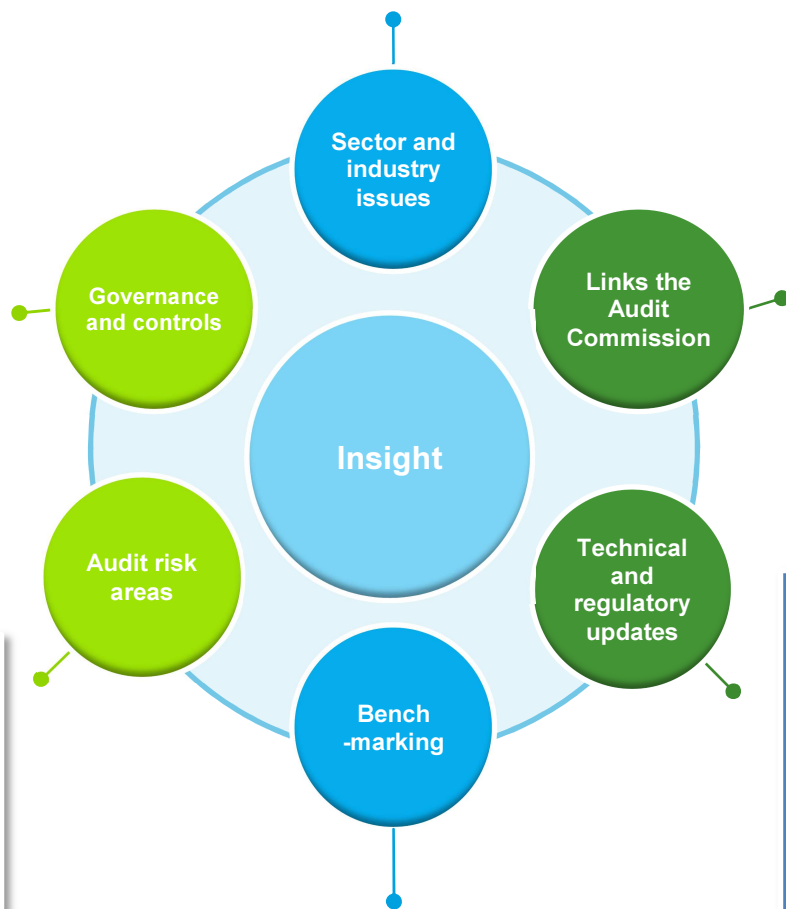 Sector and
industry
issues
Governance
and controls
Links the
Audit
Commission
Insight
Audit risk
areas
Technical
and
regulatory
updates
Bench
-marking